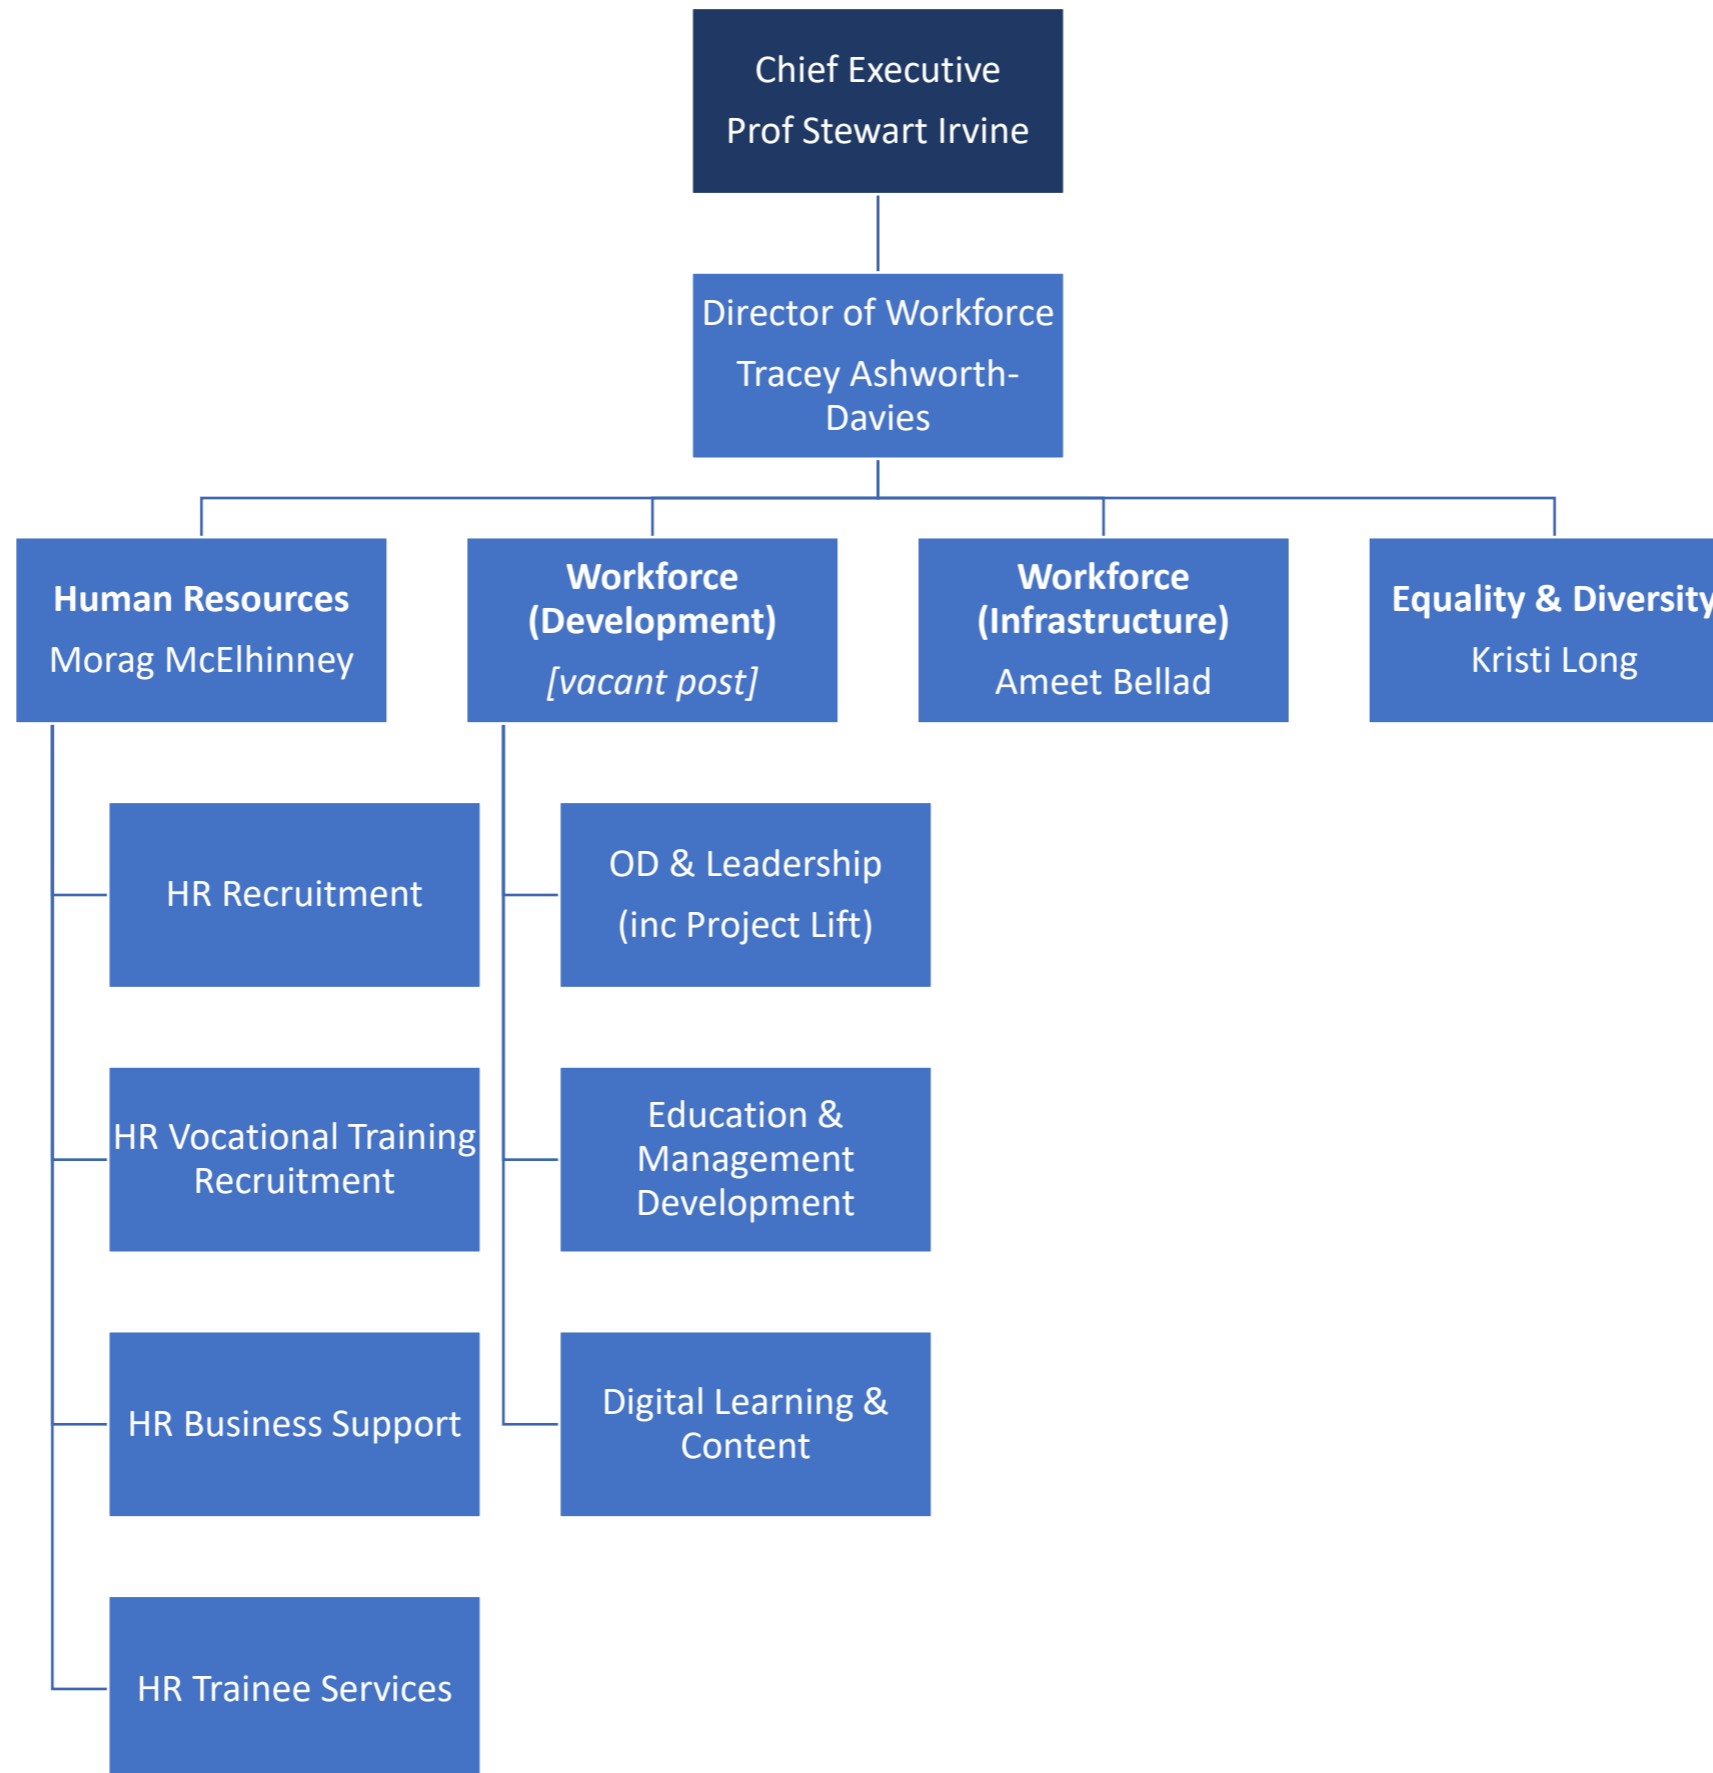 Chief Executive
Prof Stewart Irvine
Director of Workforce
Tracey Ashworth-
Davies
Human Resources
Morag McElhinney
Workforce
(Development)
[vacant post]
Workforce
(Infrastructure)
Ameet Bellad
Equality & Diversity
Kristi Long
HR Recruitment
OD & Leadership
(inc Project Lift)
HR Vocational Training
Recruitment
Education &
Management
Development
HR Business Support
Digital Learning &
Content
HR Trainee Services